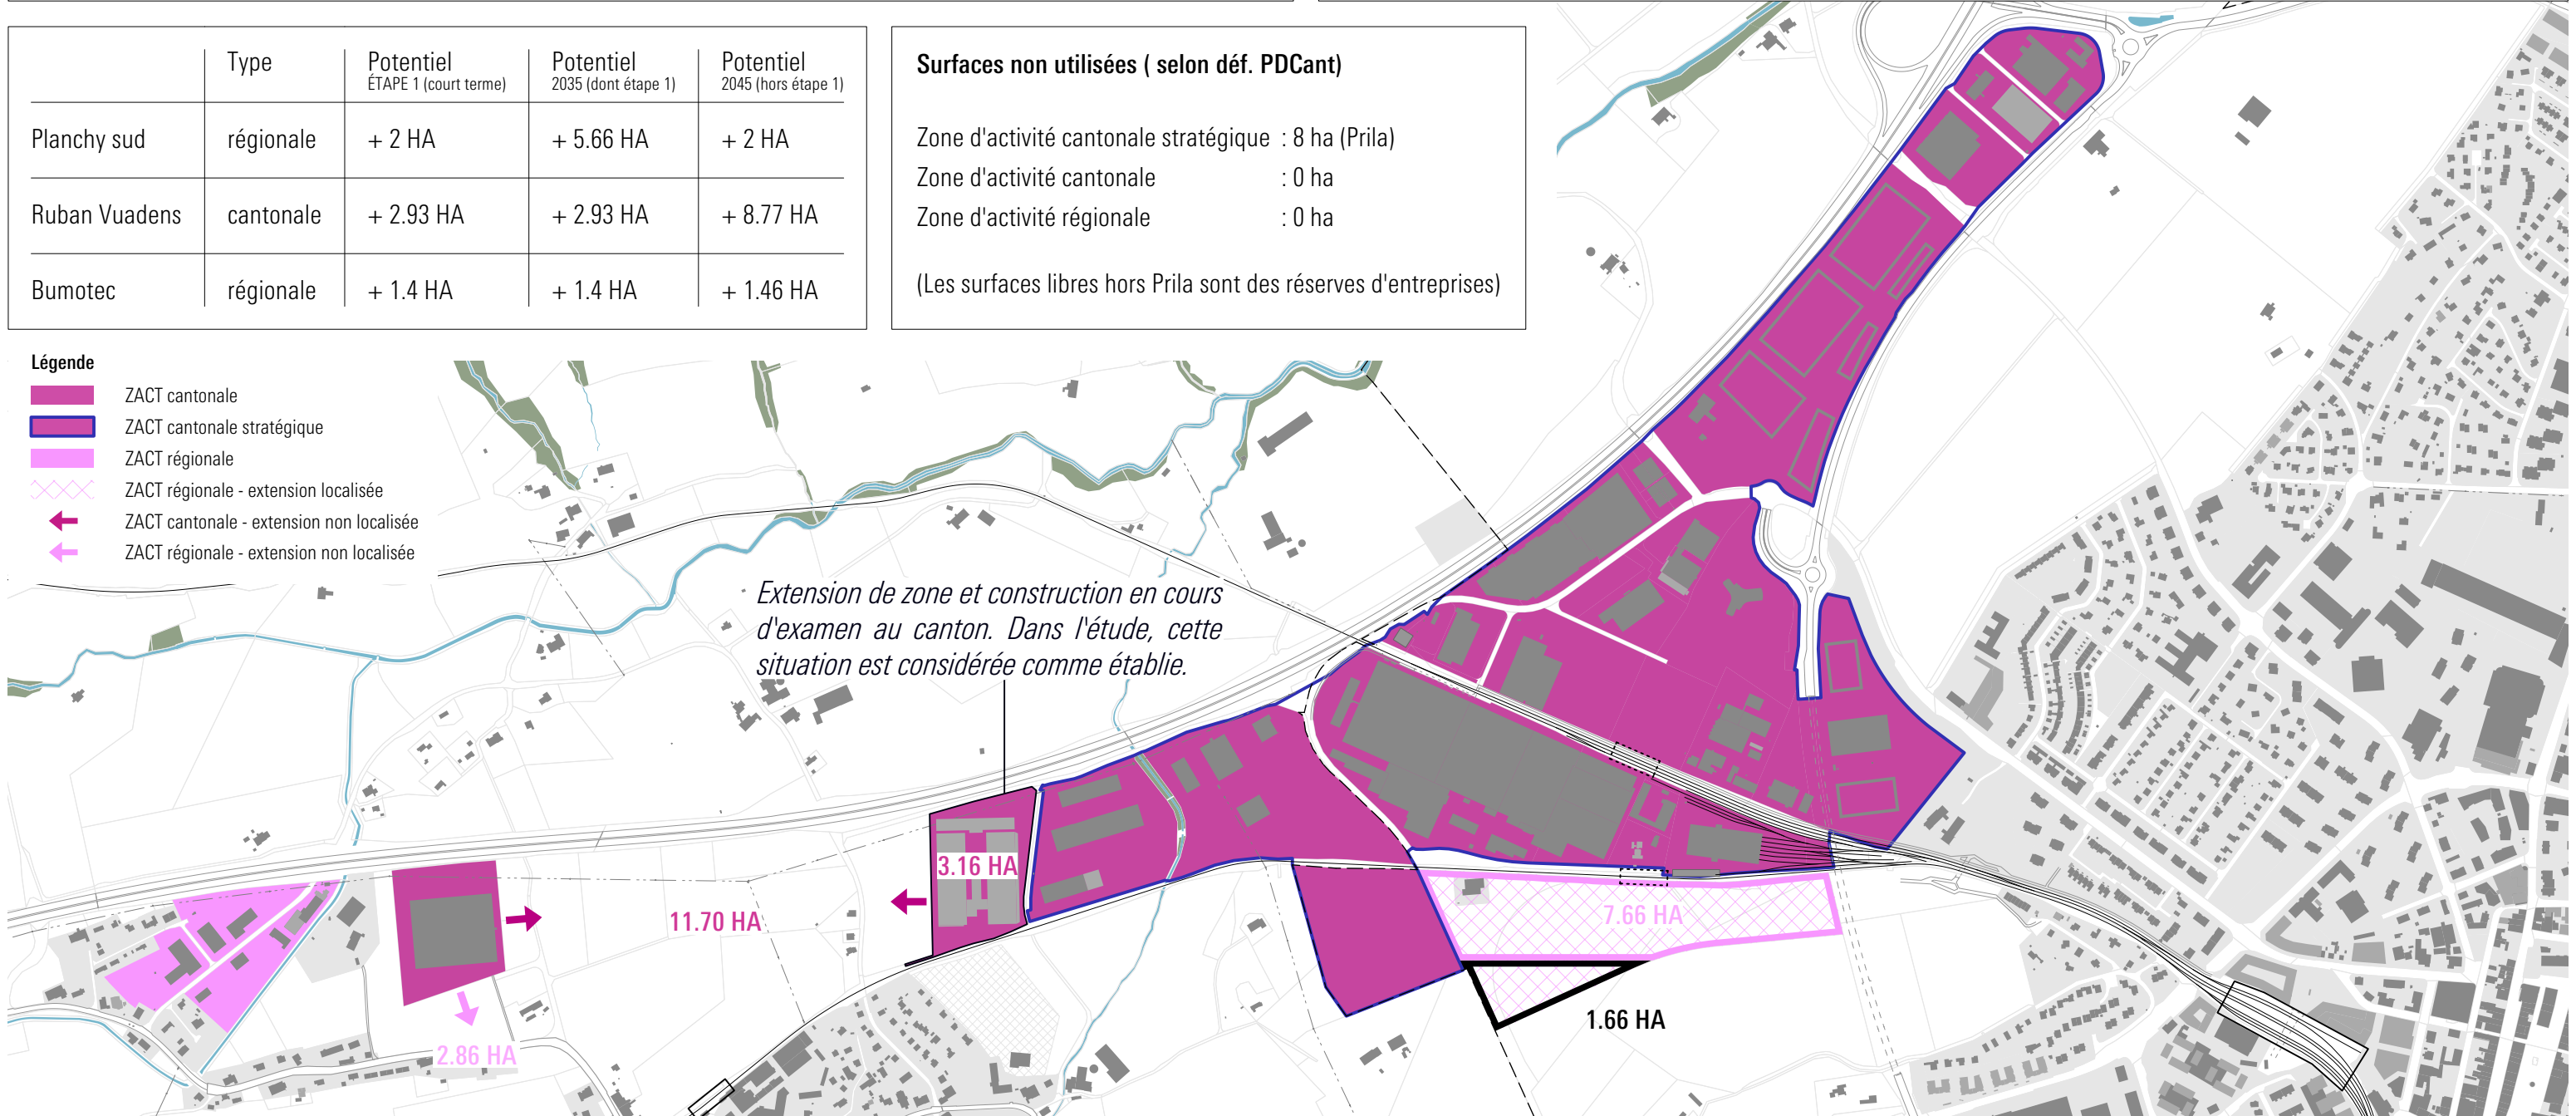 Type
Potentiel
ÉTAPE 1 (court terme)
Potentiel
2035 (dont étape 1)
Potentiel
2045 (hors étape 1)
Planchy sud régionale + 2 HA + 5.66 HA + 2 HA
Ruban Vuadens cantonale + 2.93 HA + 2.93 HA + 8.77 HA
Bumotec régionale + 1.4 HA + 1.4 HA + 1.46 HA
Surfaces non utilisées ( selon déf. PDCant)
Zone d'activité cantonale stratégique : 8 ha (Prila)
Zone d'activité cantonale : 0 ha
Zone d'activité régionale : 0 ha
(Les surfaces libres hors Prila sont des réserves d'entreprises)
Légende
ZACT cantonale
ZACT cantonale stratégique
ZACT régionale
ZACT régionale - extension localisée
ZACT cantonale - extension non localisée
ZACT régionale - extension non localisée
Extension de zone et construction en cours
d'examen au canton. Dans l'étude, cette
situation est considérée comme établie.
3.16 HA
11.70 HA
7.66 HA
1.66 HA
2.86 HA